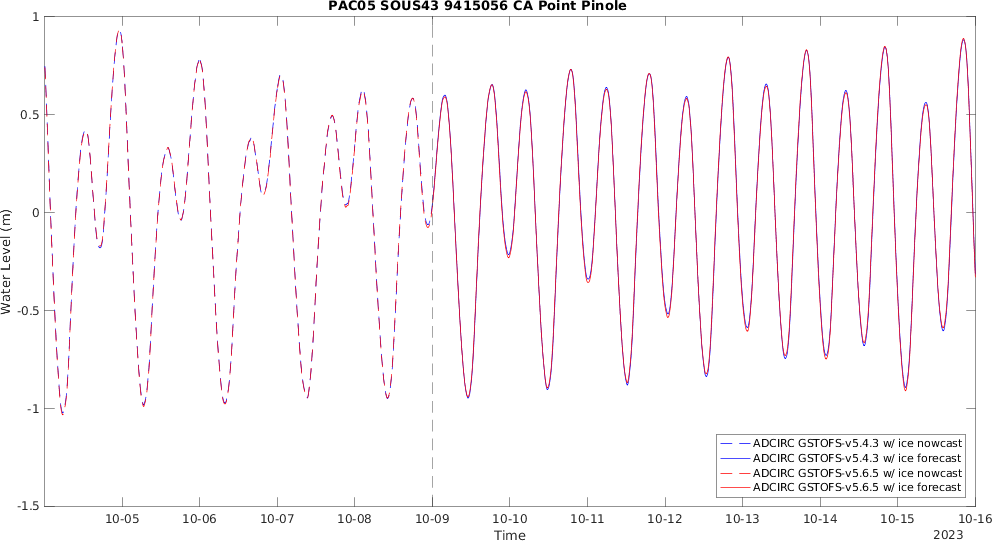 PAC05 SOUS43 9415056 CA Point Pinole
1
0.5
0
-0.5
-1
-1.5
Water Level (m)
ADCIRC GSTOFS-v5.4.3 w/ ice nowcast
ADCIRC GSTOFS-v5.4.3 w/ ice forecast
ADCIRC GSTOFS-v5.6.5 w/ ice nowcast
ADCIRC GSTOFS-v5.6.5 w/ ice forecast
10-05 10-06 10-07 10-08 10-09 10-10 10-11 10-12 10-13 10-14 10-15 10-16
Time
2023